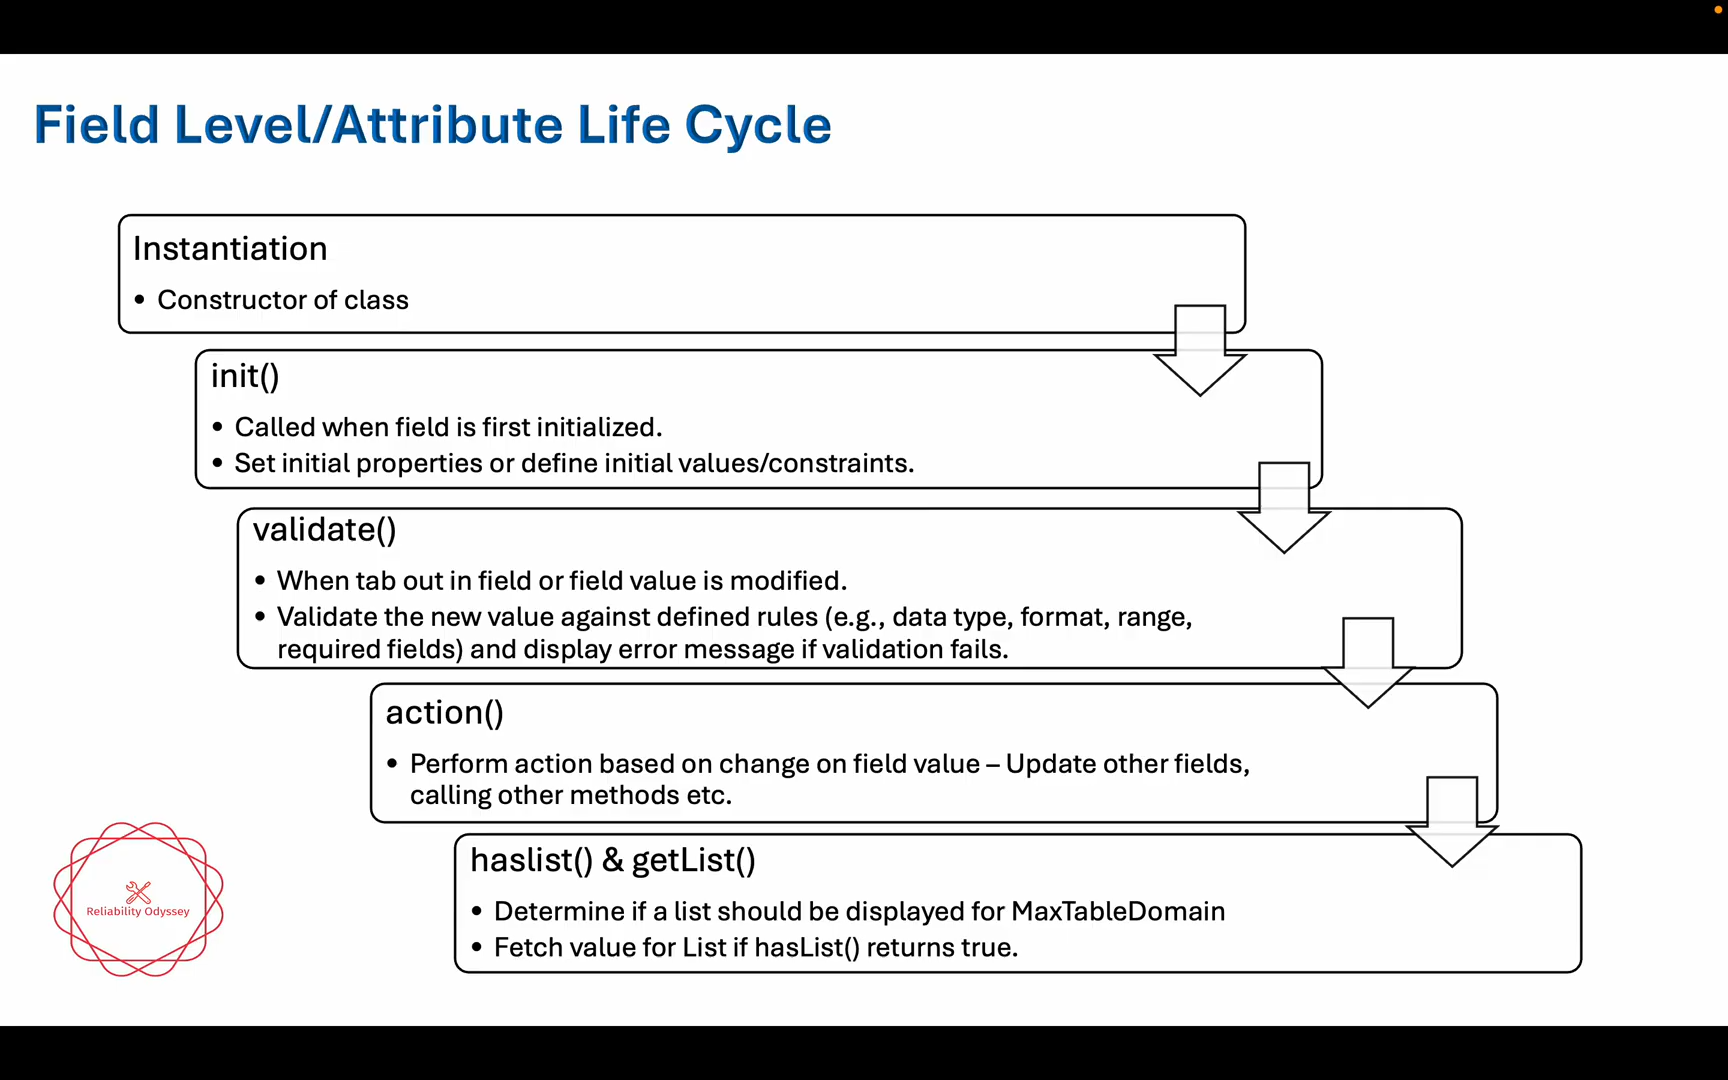 Field Level/Attribute Life Cycle
Instantiation
• Constructor of class
init()
• Called when field is first initialized.
• Set initial properties or define initial values/constraints.
validate()
• When tab out in field or field value is modified.
• Validate the new value against defined rules (e.g., data type, format, range,
required fields) and display error message if validation fails.
action()
• Perform action based on change on field value – Update other fields,
calling other methods etc.
haslist() & getList()
• Determine if a list should be displayed for MaxTableDomain
• Fetch value for List if hasList() returns true.
Reliability Odyssey